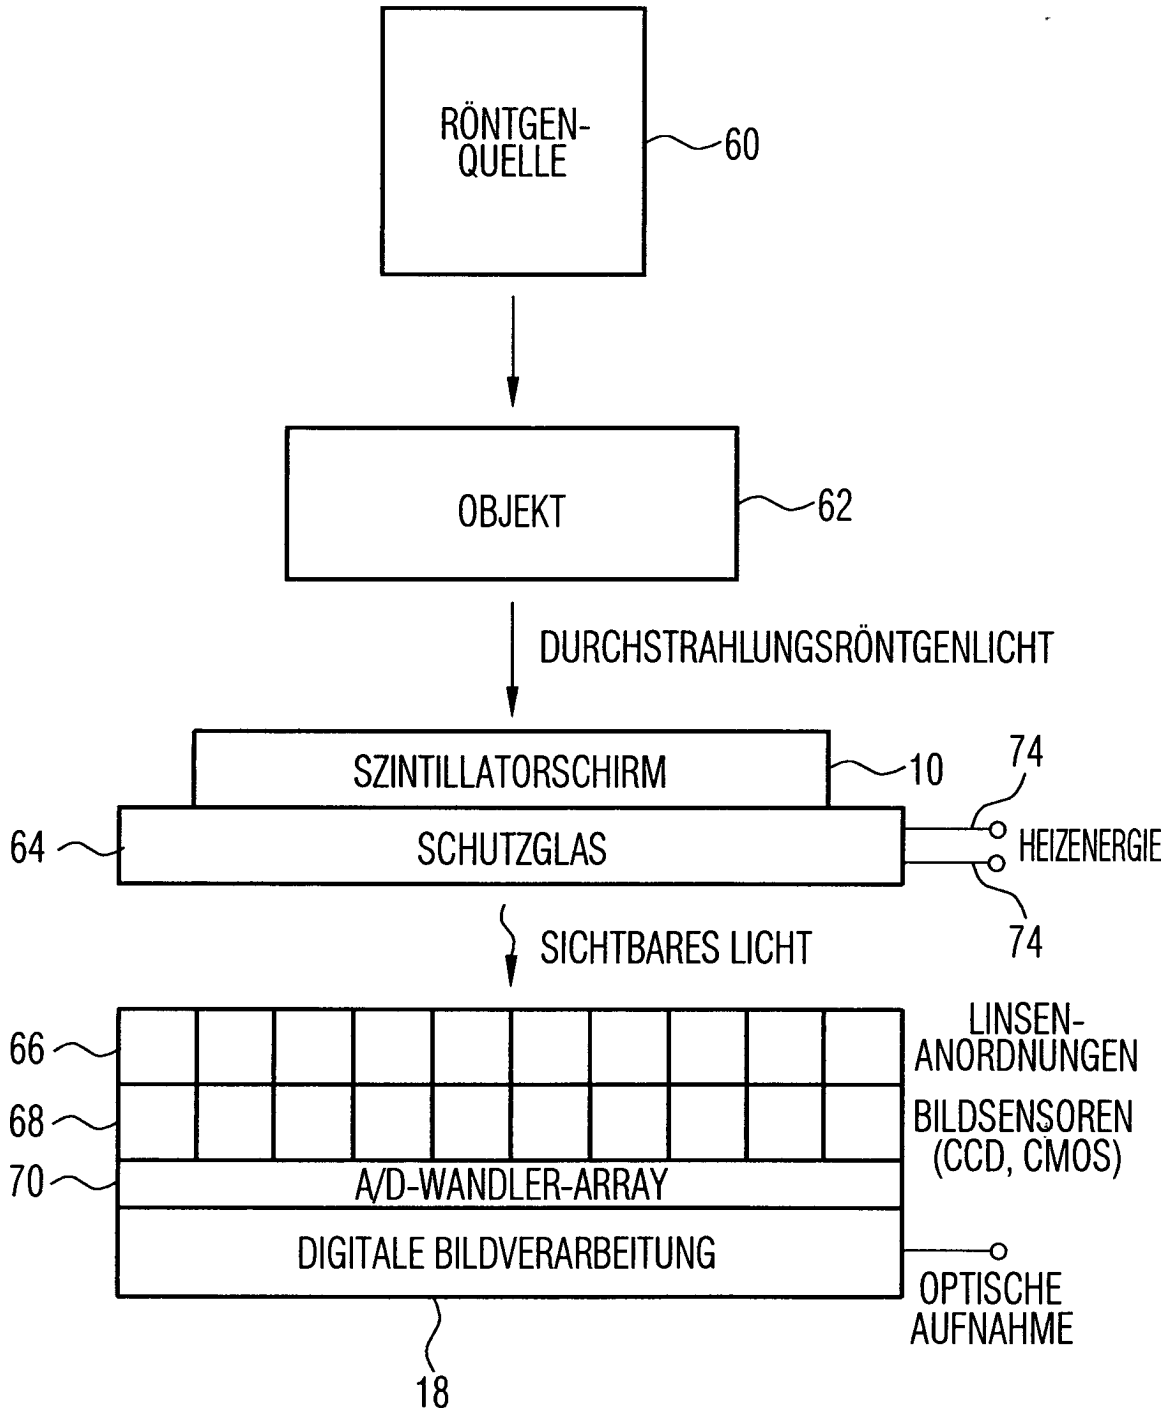 RÖNTGEN-
QUELLE
60
OBJEKT
62
DURCHSTRAHLUNGSRÖNTGENLICHT
SZINTILLATORSCHIRM
10
74
64
SCHUTZGLAS
HEIZENERGIE
74
SICHTBARES LICHT
66
LINSEN-
ANORDNUNGEN
68
BILDSENSOREN
(CCD, CMOS)
70
A/D-WANDLER-ARRAY
DIGITALE BILDVERARBEITUNG
OPTISCHE
AUFNAHME
18